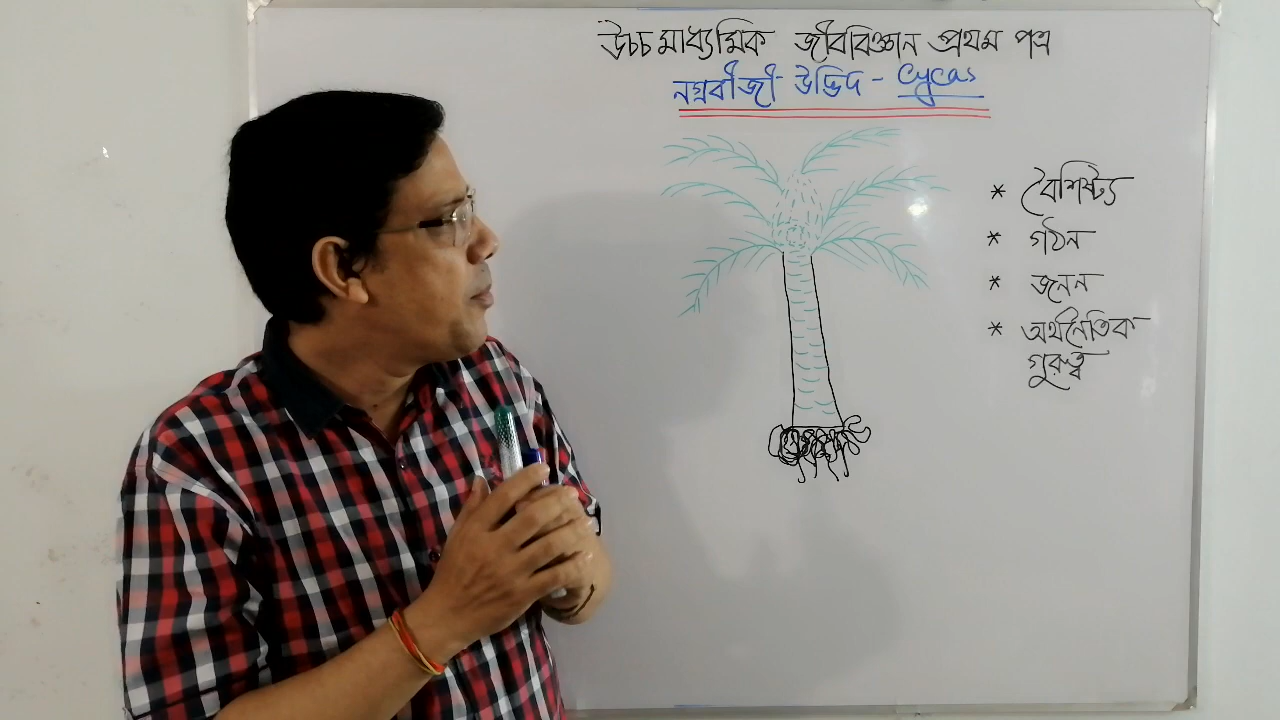 উচ্চ মাধ্যমিক জীববিজ্ঞান প্রথম পত্র
নগ্নবীজী উদ্ভিদ - Cycas
* বৈশিষ্ট্য
* গঠন
* জনন
* অর্থনৈতিক
গুরুত্ব